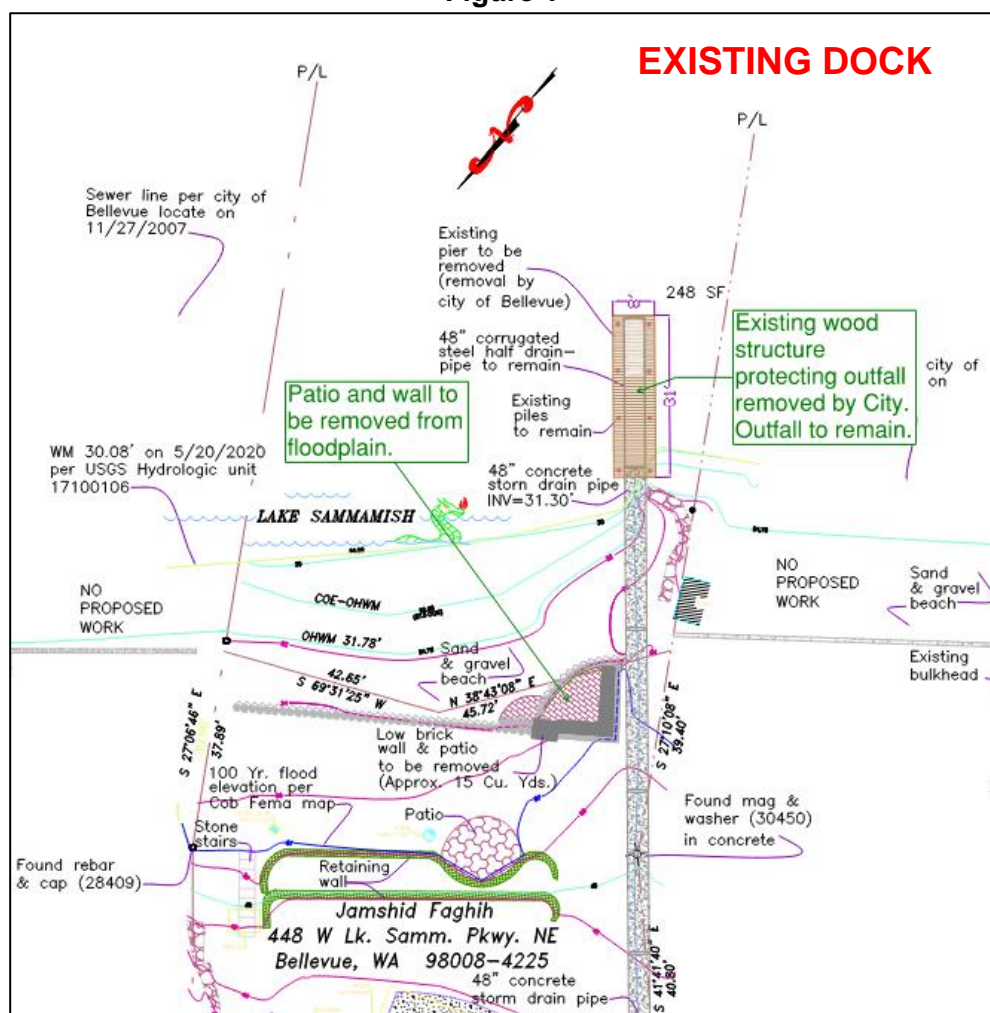 EXISTING DOCK
P/L
P/L
Sewer line per city of
Bellevue locate on
11/27/2007
Existing
pier to be
removed
(removal by
city of Bellevue)
8'
248 SF
31'
48" corrugated
steel half drain-
pipe to remain
Existing
piles
to remain
Existing wood
structure
protecting outfall
removed by City.
Outfall to remain.
city of
on
Patio and wall to
be removed from
floodplain.
WM 30.08' on 5/20/2020
per USGS Hydrologic unit
17100106
48" concrete
storn drain pipe
INV=31.30'
LAKE SAMMAMISH
NO
PROPOSED
WORK
NO
PROPOSED
WORK
Sand
& gravel
beach
COE-OHWM
OHWM 31.78'
Sand
& gravel
beach
Existing
bulkhead
42.65'
S 69°31'25" W
N 38°43'08" E
45.72'
S 27°06'46" E
37.89'
S 27°10'08" E
39.40'
Low brick
wall & patio
to be removed
(Approx. 15 Cu. Yds.)
100 Yr. flood
elevation per
Cob Fema map
Stone
stairs
Patio
Found mag &
washer (30450)
in concrete
Found rebar
& cap (28409)
Retaining
wall
Jamshid Faghih
448 W Lk. Samm. Pkwy. NE
Bellevue, WA 98008-4225
48" concrete
storm drain pipe
S 41°41'40" E
40.80'